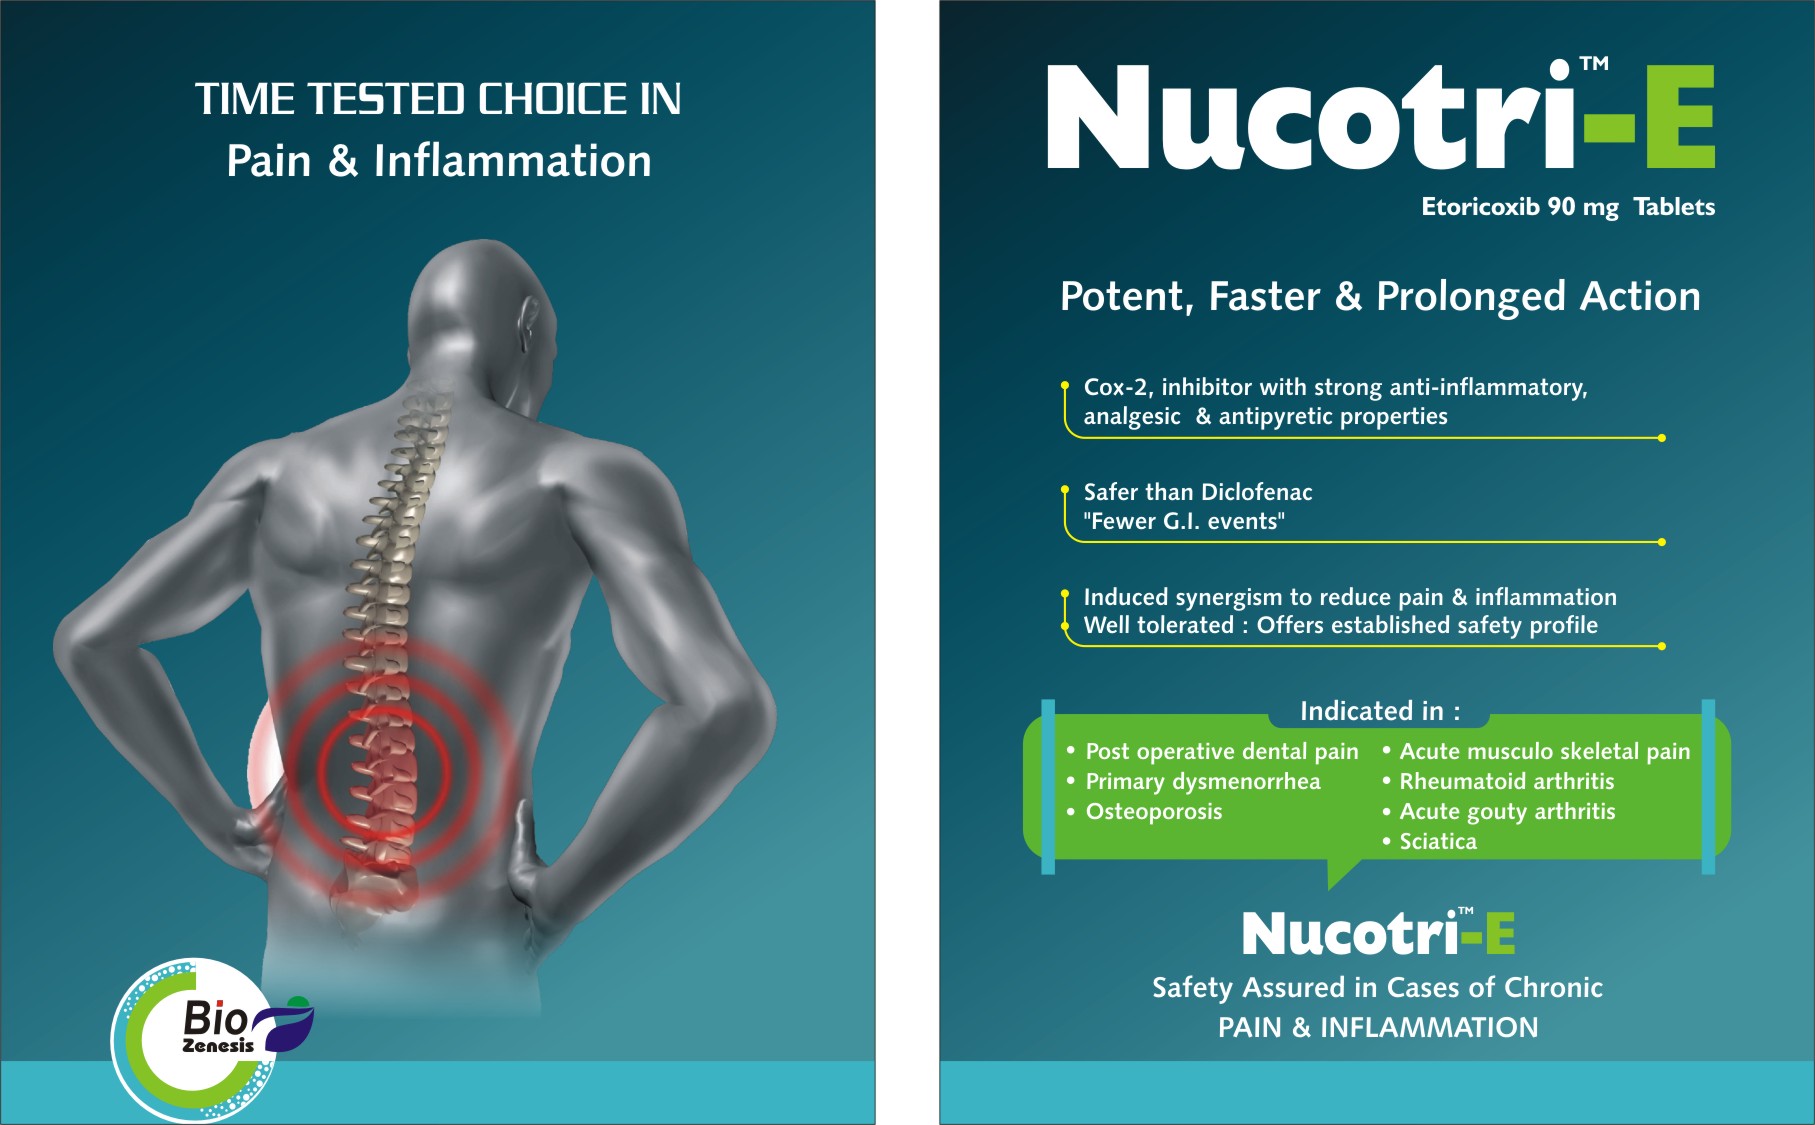 TIME TESTED CHOICE IN
Pain & Inflammation
Bio
Zenesis
Nucotri™-E
Etoricoxib 90 mg Tablets
Potent, Faster & Prolonged Action
Cox-2, inhibitor with strong anti-inflammatory,
analgesic & antipyretic properties
Safer than Diclofenac
"Fewer G.I. events"
Induced synergism to reduce pain & inflammation
Well tolerated : Offers established safety profile
Indicated in :
• Post operative dental pain
• Primary dysmenorrhea
• Osteoporosis
• Acute musculo skeletal pain
• Rheumatoid arthritis
• Acute gouty arthritis
• Sciatica
Nucotri™-E
Safety Assured in Cases of Chronic
PAIN & INFLAMMATION